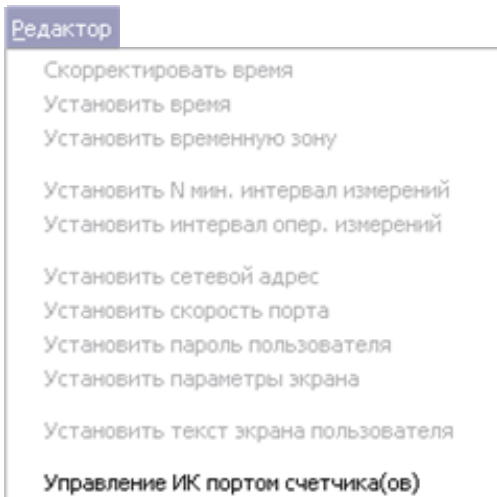 Редактор
Скорректировать время
Установить время
Установить временную зону
Установить N мин. интервал измерений
Установить интервал опер. измерений
Установить сетевой адрес
Установить скорость порта
Установить пароль пользователя
Установить параметры экрана
Установить текст экрана пользователя
Управление ИК портом счетчика(ов)